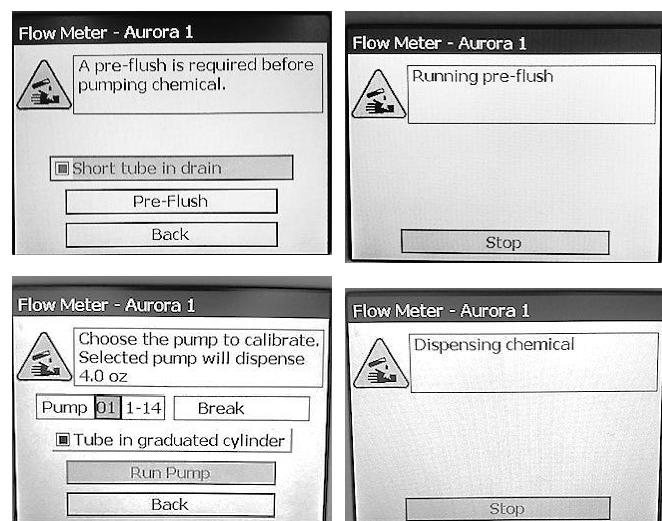 Flow Meter - Aurora 1
A pre-flush is required before
pumping chemical.
Short tube in drain
Pre-Flush
Back
Flow Meter - Aurora 1
Running pre-flush
Stop
Flow Meter - Aurora 1
Choose the pump to calibrate.
Selected pump will dispense
4.0 oz
Pump 01 1-14 Break
Tube in graduated cylinder
Run Pump
Back
Flow Meter - Aurora 1
Dispensing chemical
Stop